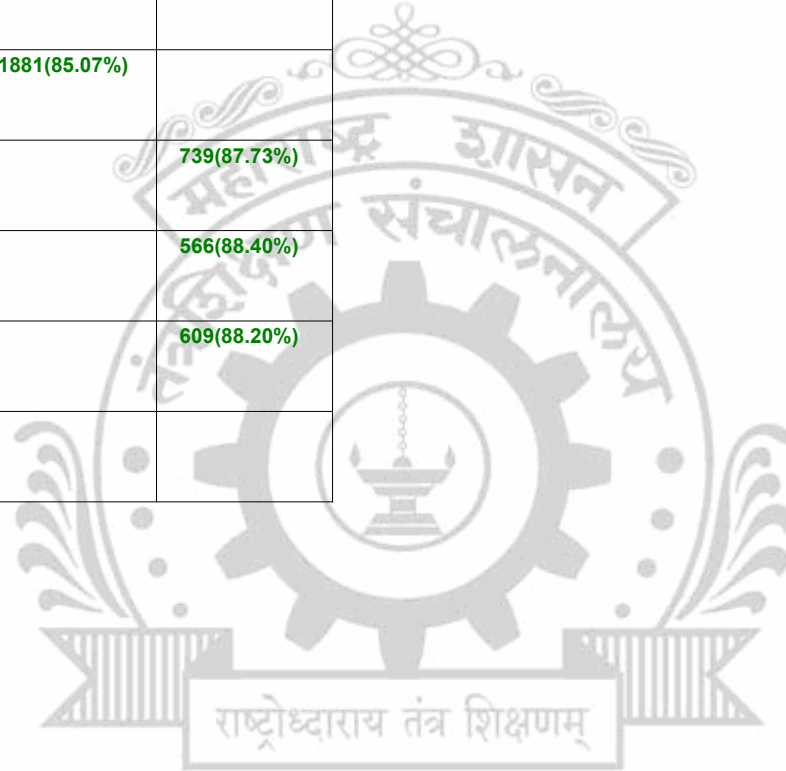 1881(85.07%)
739(87.73%)
566(88.40%)
609(88.20%)
महाराष्ट्र शासन
तंत्रशिक्षण संचालनालय
राष्ट्रोध्दाराय तंत्र शिक्षणम्